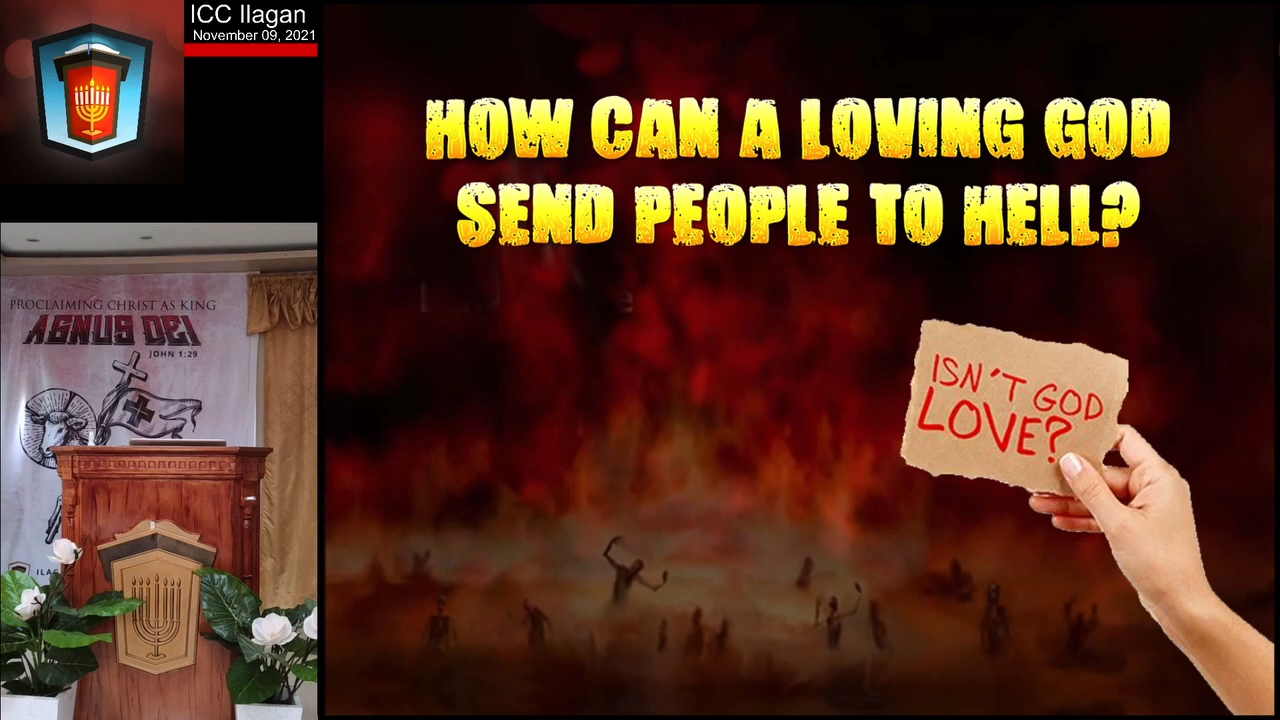 ICC Ilagan
November 09, 2021
HOW CAN A LOVING GOD
SEND PEOPLE TO HELL?
ISN'T GOD
LOVE?
PROCLAIMING CHRIST AS KING
AGNUS DEI
JOHN 1:29